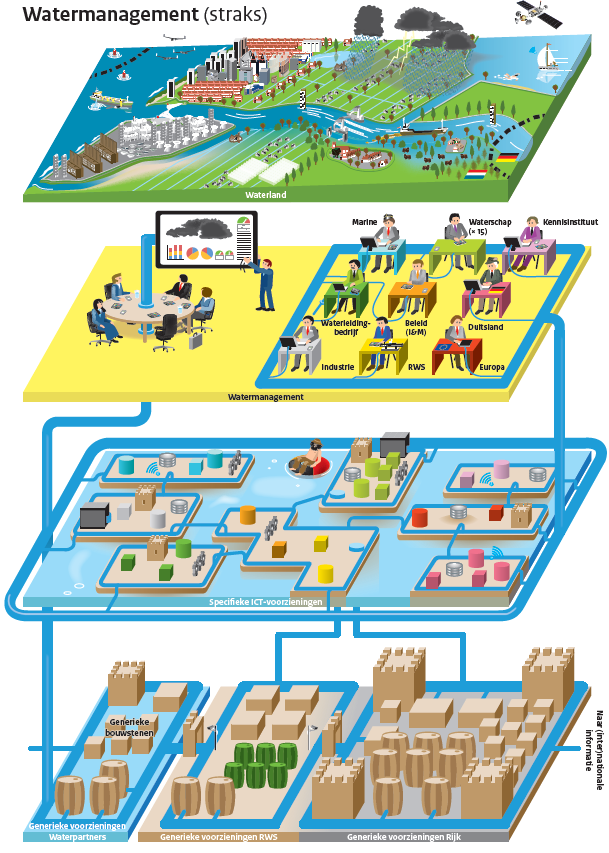 Watermanagement (straks)
Waterland
Marine
Waterschap
(× 15)
Kennisinstituut
Waterleiding-
bedrijf
Beleid
(I&M)
Duitsland
Industrie
RWS
Europa
Watermanagement
Specifieke ICT-voorzieningen
Generieke
bouwstenen
Naar (inter)nationale
informatie
Generieke voorzieningen
Waterpartners
Generieke voorzieningen RWS
Generieke voorzieningen Rijk